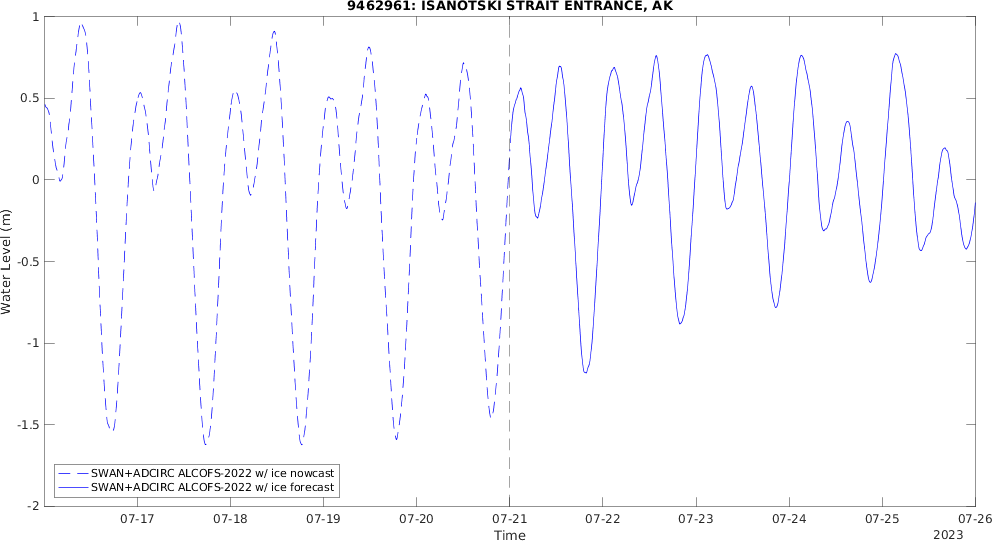 9462961: ISANOTSKI STRAIT ENTRANCE, AK
1
0.5
0
-0.5
-1
-1.5
-2
Water Level (m)
SWAN+ADCIRC ALCOFS-2022 w/ ice nowcast
SWAN+ADCIRC ALCOFS-2022 w/ ice forecast
07-17 07-18 07-19 07-20 07-21 07-22 07-23 07-24 07-25 07-26
Time
2023